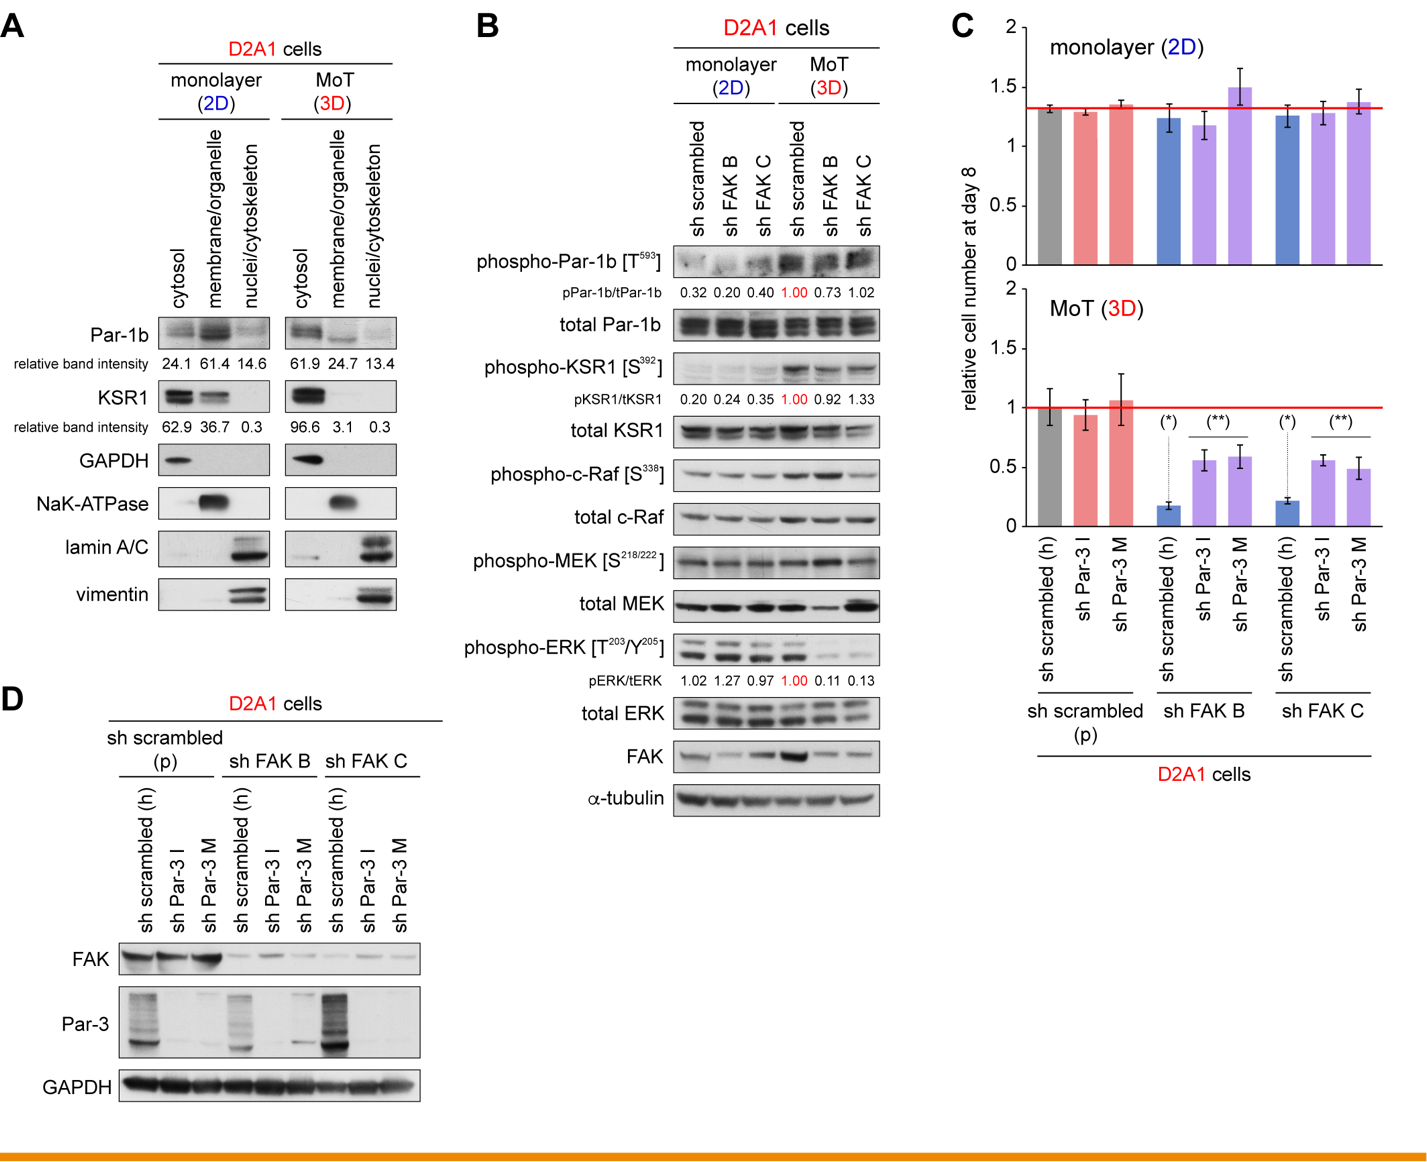 A
D2A1 cells
monolayer (2D)
MoT (3D)
cytosol
membrane/organelle
nuclei/cytoskeleton
cytosol
membrane/organelle
nuclei/cytoskeleton
Par-1b
relative band intensity 24.1 61.4 14.6 61.9 24.7 13.4
KSR1
relative band intensity 62.9 36.7 0.3 96.6 3.1 0.3
GAPDH
NaK-ATPase
lamin A/C
vimentin
B
D2A1 cells
monolayer (2D)
MoT (3D)
sh scrambled
sh FAK B
sh FAK C
sh scrambled
sh FAK B
sh FAK C
phospho-Par-1b [T593]
pPar-1b/tPar-1b 0.32 0.20 0.40 1.00 0.73 1.02
total Par-1b
phospho-KSR1 [S392]
pKSR1/tKSR1 0.20 0.24 0.35 1.00 0.92 1.33
total KSR1
phospho-c-Raf [S338]
total c-Raf
phospho-MEK [S218/222]
total MEK
phospho-ERK [T203/Y205]
pERK/tERK 1.02 1.27 0.97 1.00 0.11 0.13
total ERK
FAK
α-tubulin
C
relative cell number at day 8
2
1.5
1
0.5
0
monolayer (2D)
2
1.5
1
0.5
0
MoT (3D)
(*) (**) (*) (**)
sh scrambled (h)
sh Par-3 I
sh Par-3 M
sh scrambled (h)
sh Par-3 I
sh Par-3 M
sh scrambled (h)
sh Par-3 I
sh Par-3 M
sh scrambled (p)
sh FAK B
sh FAK C
D2A1 cells
D
D2A1 cells
sh scrambled (p)
sh FAK B
sh FAK C
sh scrambled (h)
sh Par-3 I
sh Par-3 M
sh scrambled (h)
sh Par-3 I
sh Par-3 M
sh scrambled (h)
sh Par-3 I
sh Par-3 M
FAK
Par-3
GAPDH